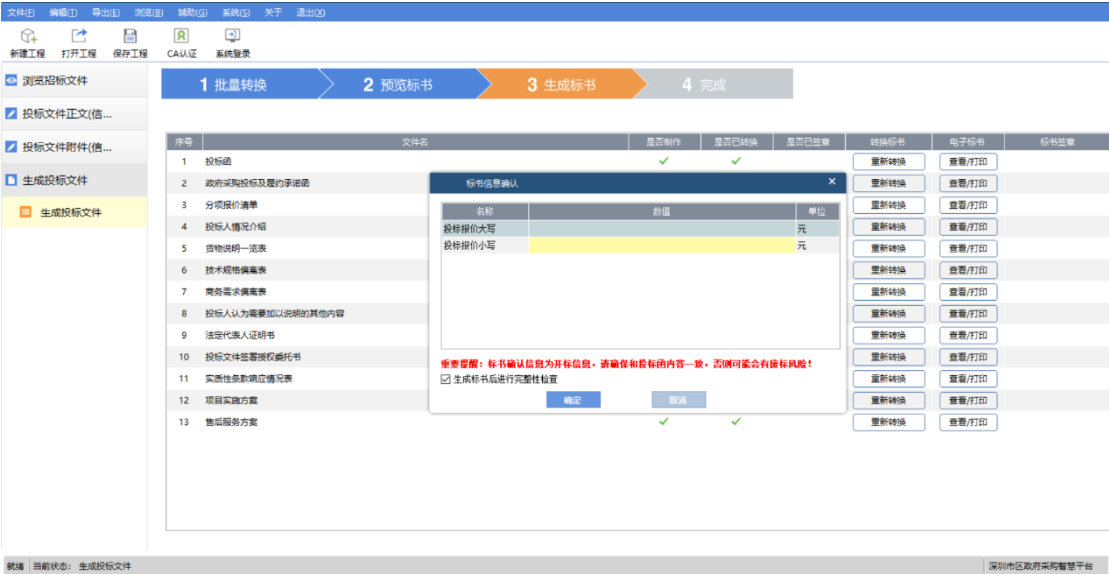 文件(F) 编辑(I) 导出(E) 浏览(B) 辅助(G) 系统(S) 关于 退出(X)
新建工程 打开工程 保存工程 CA认证 系统登录
浏览招标文件
投标文件正文(信...
投标文件附件(信...
生成投标文件
生成投标文件
1 批量转换 2 预览标书 3 生成标书 4 完成
序号 文件名 是否制作 是否已转换 是否已签章 转换标书 电子标书 标书签章
1 投标函 重新转换 查看/打印
2 政府采购投标及履约承诺函 重新转换 查看/打印
3 分项报价清单 重新转换 查看/打印
4 投标人情况介绍 重新转换 查看/打印
5 货物说明一览表 重新转换 查看/打印
6 技术规格偏离表 重新转换 查看/打印
7 商务需求偏离表 重新转换 查看/打印
8 投标人认为需要加以说明的其他内容 重新转换 查看/打印
9 法定代表人证明书 重新转换 查看/打印
10 投标文件签署授权委托书 重新转换 查看/打印
11 实质性条款响应情况表 重新转换 查看/打印
12 项目实施方案 重新转换 查看/打印
13 售后服务方案 重新转换 查看/打印
标书信息确认
名称 数值 单位
投标报价大写 元
投标报价小写 元
重要提醒：标书确认信息为开标信息，请确保和投标函内容一致，否则可能会有废标风险！
生成标书后进行完整性检查
确定 取消
就绪 当前状态： 生成投标文件 深圳市区政府采购智慧平台